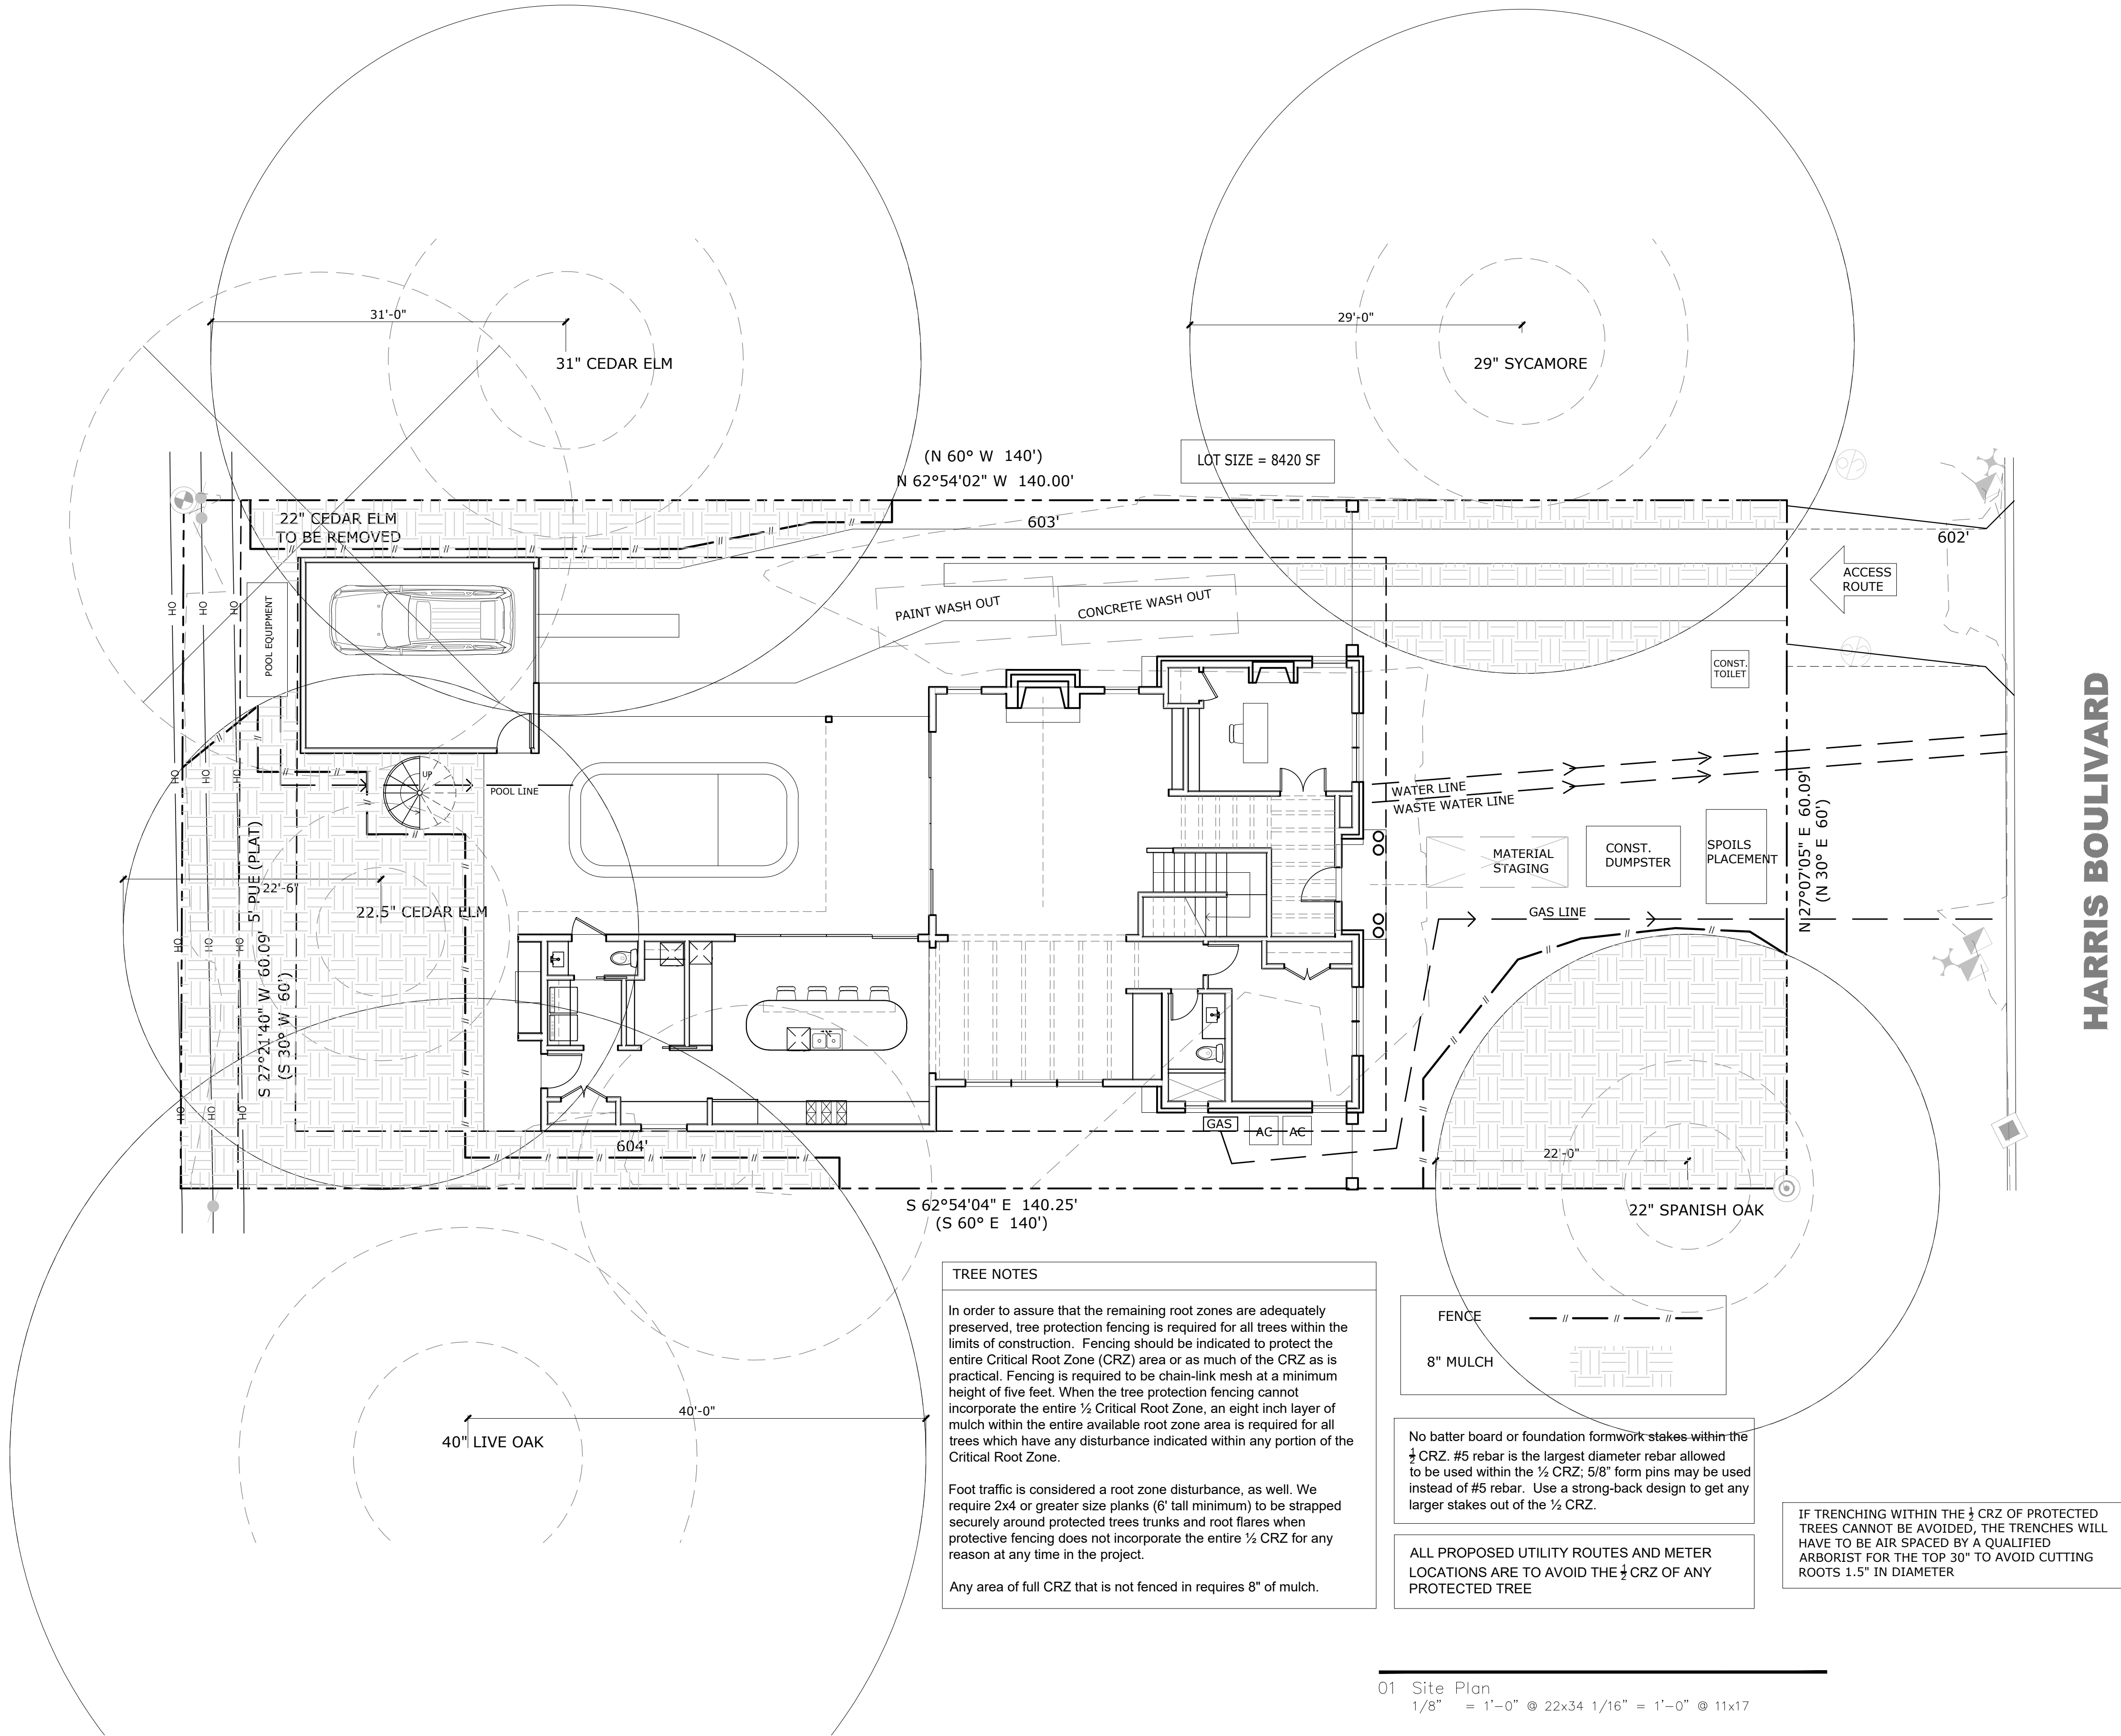 31'-0"
29'-0"
31" CEDAR ELM
29" SYCAMORE
(N 60° W 140')
N 62°54'02" W 140.00'
LOT SIZE = 8420 SF
22" CEDAR ELM
TO BE REMOVED
603'
602'
ACCESS
ROUTE
PAINT WASH OUT
CONCRETE WASH OUT
OH
OH
OH
POOL EQUIPMENT
CONST.
TOILET
UP
POOL LINE
OH
OH
OH
WATER LINE
WASTE WATER LINE
N27°07'05" E 60.09'
(N 30° E 60')
HARRIS BOULIVARD
MATERIAL
STAGING
CONST.
DUMPSTER
SPOILS
PLACEMENT
22'-6"
5' PUE (PLAT)
22.5" CEDAR ELM
GAS LINE
OH
OH
OH
S 27°21'40" W 60.09'
(S 30° W 60')
OH
OH
OH
604'
GAS
AC
AC
22'-0"
S 62°54'04" E 140.25'
(S 60° E 140')
22" SPANISH OAK
40'-0"
40" LIVE OAK
TREE NOTES
In order to assure that the remaining root zones are adequately
preserved, tree protection fencing is required for all trees within the
limits of construction. Fencing should be indicated to protect the
entire Critical Root Zone (CRZ) area or as much of the CRZ as is
practical. Fencing is required to be chain-link mesh at a minimum
height of five feet. When the tree protection fencing cannot
incorporate the entire ½ Critical Root Zone, an eight inch layer of
mulch within the entire available root zone area is required for all
trees which have any disturbance indicated within any portion of the
Critical Root Zone.
Foot traffic is considered a root zone disturbance, as well. We
require 2x4 or greater size planks (6' tall minimum) to be strapped
securely around protected trees trunks and root flares when
protective fencing does not incorporate the entire ½ CRZ for any
reason at any time in the project.
Any area of full CRZ that is not fenced in requires 8" of mulch.
FENCE
8" MULCH
No batter board or foundation formwork stakes within the
½ CRZ. #5 rebar is the largest diameter rebar allowed
to be used within the ½ CRZ; 5/8" form pins may be used
instead of #5 rebar. Use a strong-back design to get any
larger stakes out of the ½ CRZ.
ALL PROPOSED UTILITY ROUTES AND METER
LOCATIONS ARE TO AVOID THE ½ CRZ OF ANY
PROTECTED TREE
IF TRENCHING WITHIN THE ½ CRZ OF PROTECTED
TREES CANNOT BE AVOIDED, THE TRENCHES WILL
HAVE TO BE AIR SPACED BY A QUALIFIED
ARBORIST FOR THE TOP 30" TO AVOID CUTTING
ROOTS 1.5" IN DIAMETER
01 Site Plan
1/8" = 1'-0" @ 22x34 1/16" = 1'-0" @ 11x17